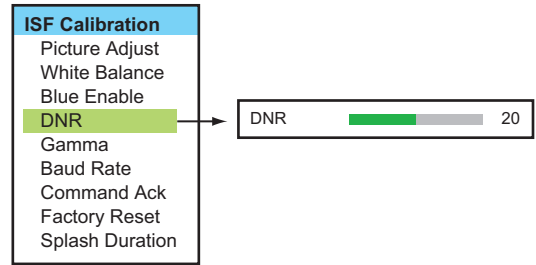 ISF Calibration
Picture Adjust
White Balance
Blue Enable
DNR
Gamma
Baud Rate
Command Ack
Factory Reset
Splash Duration
DNR 20